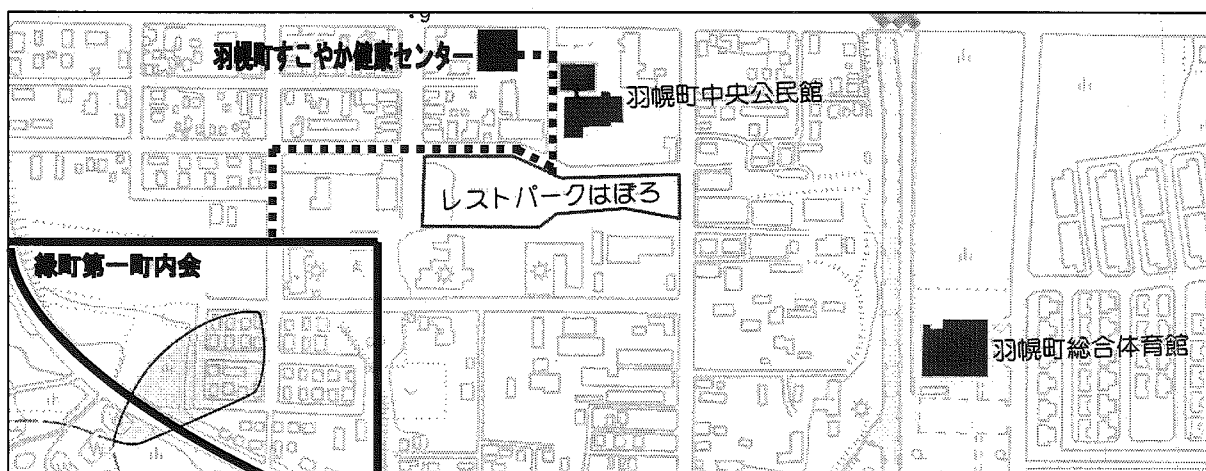 羽幌町すこやか健康センター
羽幌町中央公民館
レストパークはぼろ
緑町第一町内会
羽幌町総合体育館